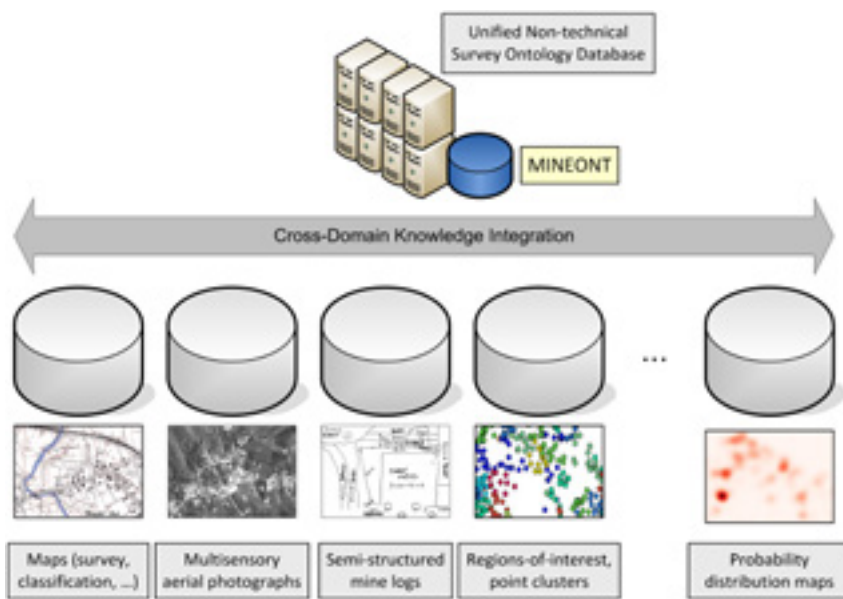 Unified Non-technical
Survey Ontology Database
MINEONT
Cross-Domain Knowledge Integration
...
Maps (survey,
classification, ...)
Multisensory
aerial photographs
Semi-structured
mine logs
Regions-of-interest,
point clusters
Probability
distribution maps